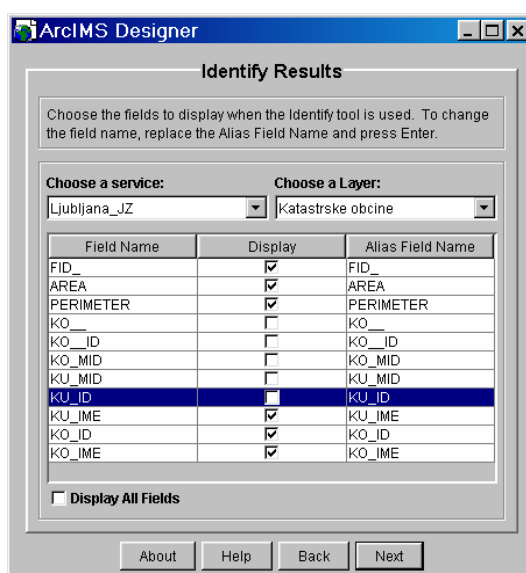 ArcIMS Designer
Identify Results
Choose the fields to display when the Identify tool is used. To change
the field name, replace the Alias Field Name and press Enter.
Choose a service: Choose a Layer:
Ljubljana_JZ Katastrske obcine
Field Name Display Alias Field Name
FID_ FID_
AREA AREA
PERIMETER PERIMETER
KO__ KO__
KO__ID KO__ID
KO_MID KO_MID
KU_MID KU_MID
KU_ID KU_ID
KU_IME KU_IME
KO_ID KO_ID
KO_IME KO_IME
Display All Fields
About Help Back Next